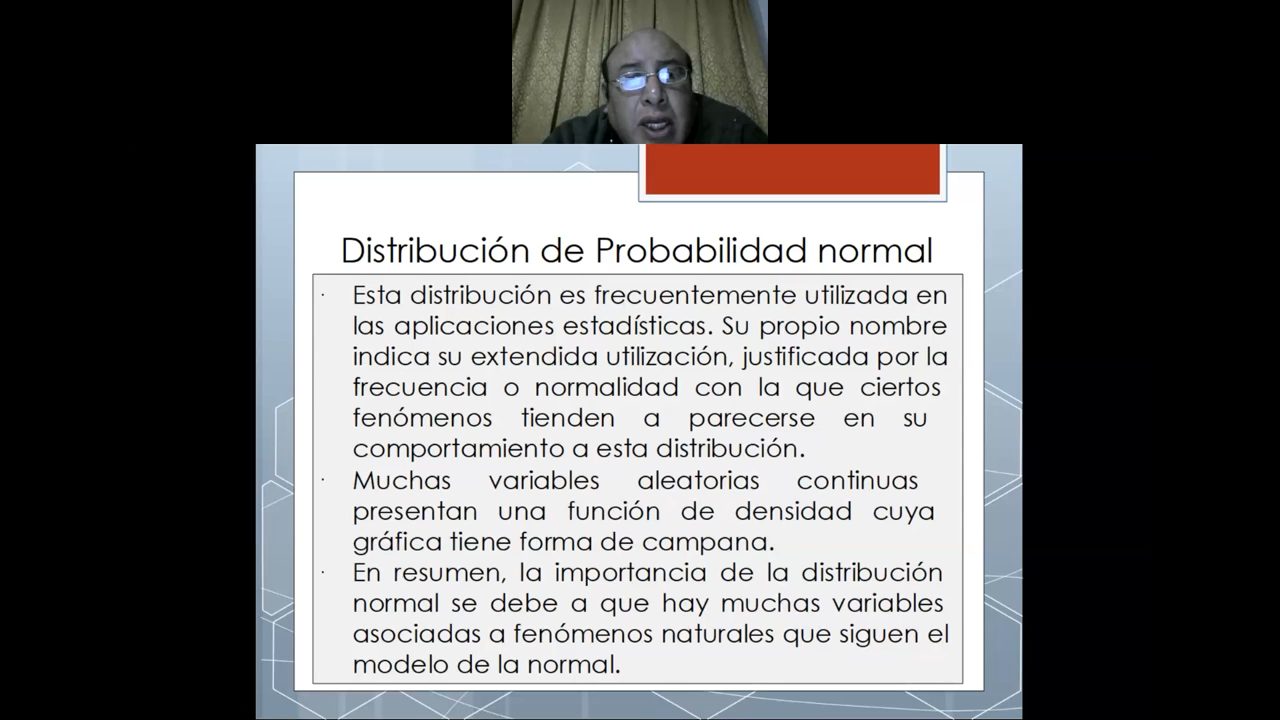 Distribución de Probabilidad normal
Esta distribución es frecuentemente utilizada en
las aplicaciones estadísticas. Su propio nombre
indica su extendida utilización, justificada por la
frecuencia o normalidad con la que ciertos
fenómenos tienden a parecerse en su
comportamiento a esta distribución.
Muchas variables aleatorias continuas
presentan una función de densidad cuya
gráfica tiene forma de campana.
En resumen, la importancia de la distribución
normal se debe a que hay muchas variables
asociadas a fenómenos naturales que siguen el
modelo de la normal.